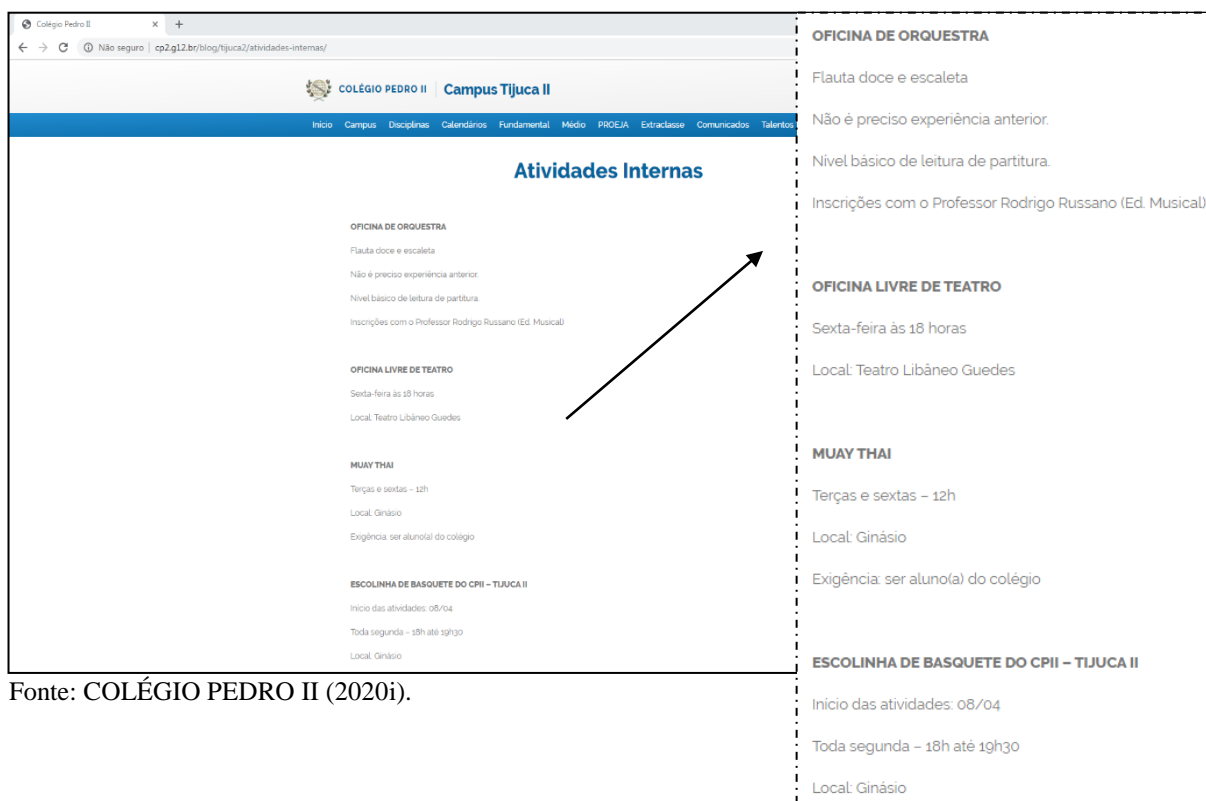 Colégio Pedro II
Não seguro | cp2.g12.br/blog/tijuca2/atividades-internas/
COLÉGIO PEDRO II | Campus Tijuca II
Início Campus Disciplinas Calendários Fundamental Médio PROEJA Extraclasse Comunicados Talentos
Atividades Internas
OFICINA DE ORQUESTRA
Flauta doce e escaleta
Não é preciso experiência anterior.
Nível básico de leitura de partitura.
Inscrições com o Professor Rodrigo Russano (Ed. Musical)
OFICINA LIVRE DE TEATRO
Sexta-feira às 18 horas
Local: Teatro Libâneo Guedes
MUAY THAI
Terças e sextas – 12h
Local: Ginásio
Exigência: ser aluno(a) do colégio
ESCOLINHA DE BASQUETE DO CPII – TIJUCA II
Início das atividades: 08/04
Toda segunda – 18h até 19h30
Local: Ginásio
Fonte: COLÉGIO PEDRO II (2020i).
OFICINA DE ORQUESTRA
Flauta doce e escaleta
Não é preciso experiência anterior.
Nível básico de leitura de partitura.
Inscrições com o Professor Rodrigo Russano (Ed. Musical)
OFICINA LIVRE DE TEATRO
Sexta-feira às 18 horas
Local: Teatro Libâneo Guedes
MUAY THAI
Terças e sextas – 12h
Local: Ginásio
Exigência: ser aluno(a) do colégio
ESCOLINHA DE BASQUETE DO CPII – TIJUCA II
Início das atividades: 08/04
Toda segunda – 18h até 19h30
Local: Ginásio